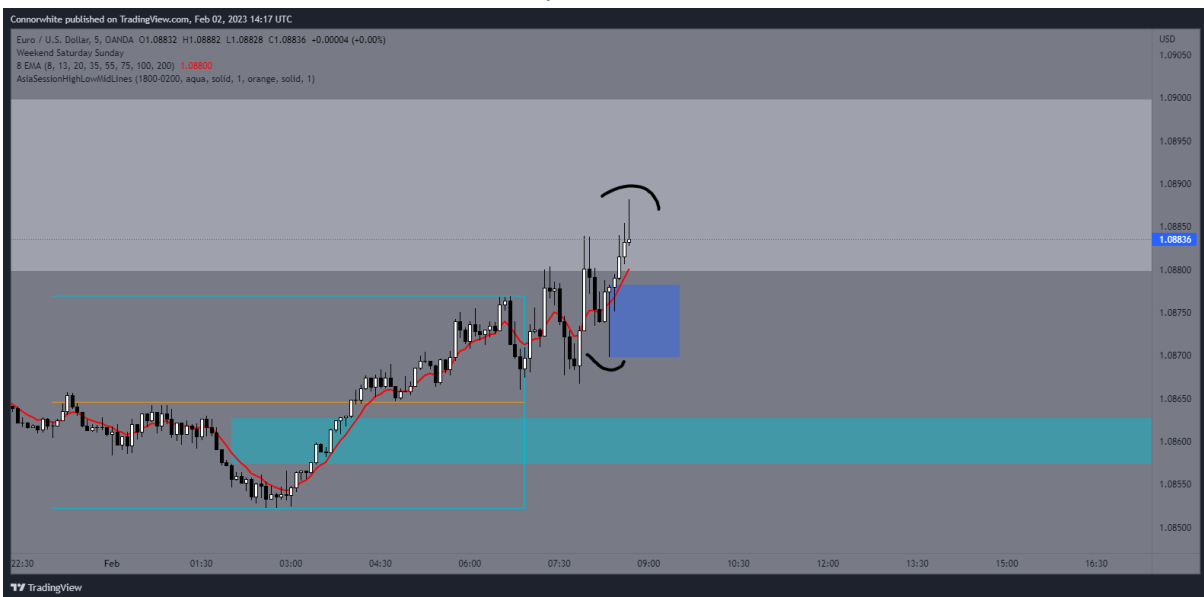 Connorwhite published on TradingView.com, Feb 02, 2023 14:17 UTC
Euro / U.S. Dollar, 5, OANDA O1.08832 H1.08882 L1.08828 C1.08836 +0.00004 (+0.00%)
Weekend Saturday Sunday
8 EMA (8, 13, 20, 35, 55, 75, 100, 200) 1.08800
AsiaSessionHighLowMidLines (1800-0200, aqua, solid, 1, orange, solid, 1)
USD
1.09050
1.09000
1.08950
1.08900
1.08850
1.08836
1.08800
1.08750
1.08700
1.08650
1.08600
1.08550
1.08500
22:30 Feb 01:30 03:00 04:30 06:00 07:30 09:00 10:30 12:00 13:30 15:00 16:30
TradingView